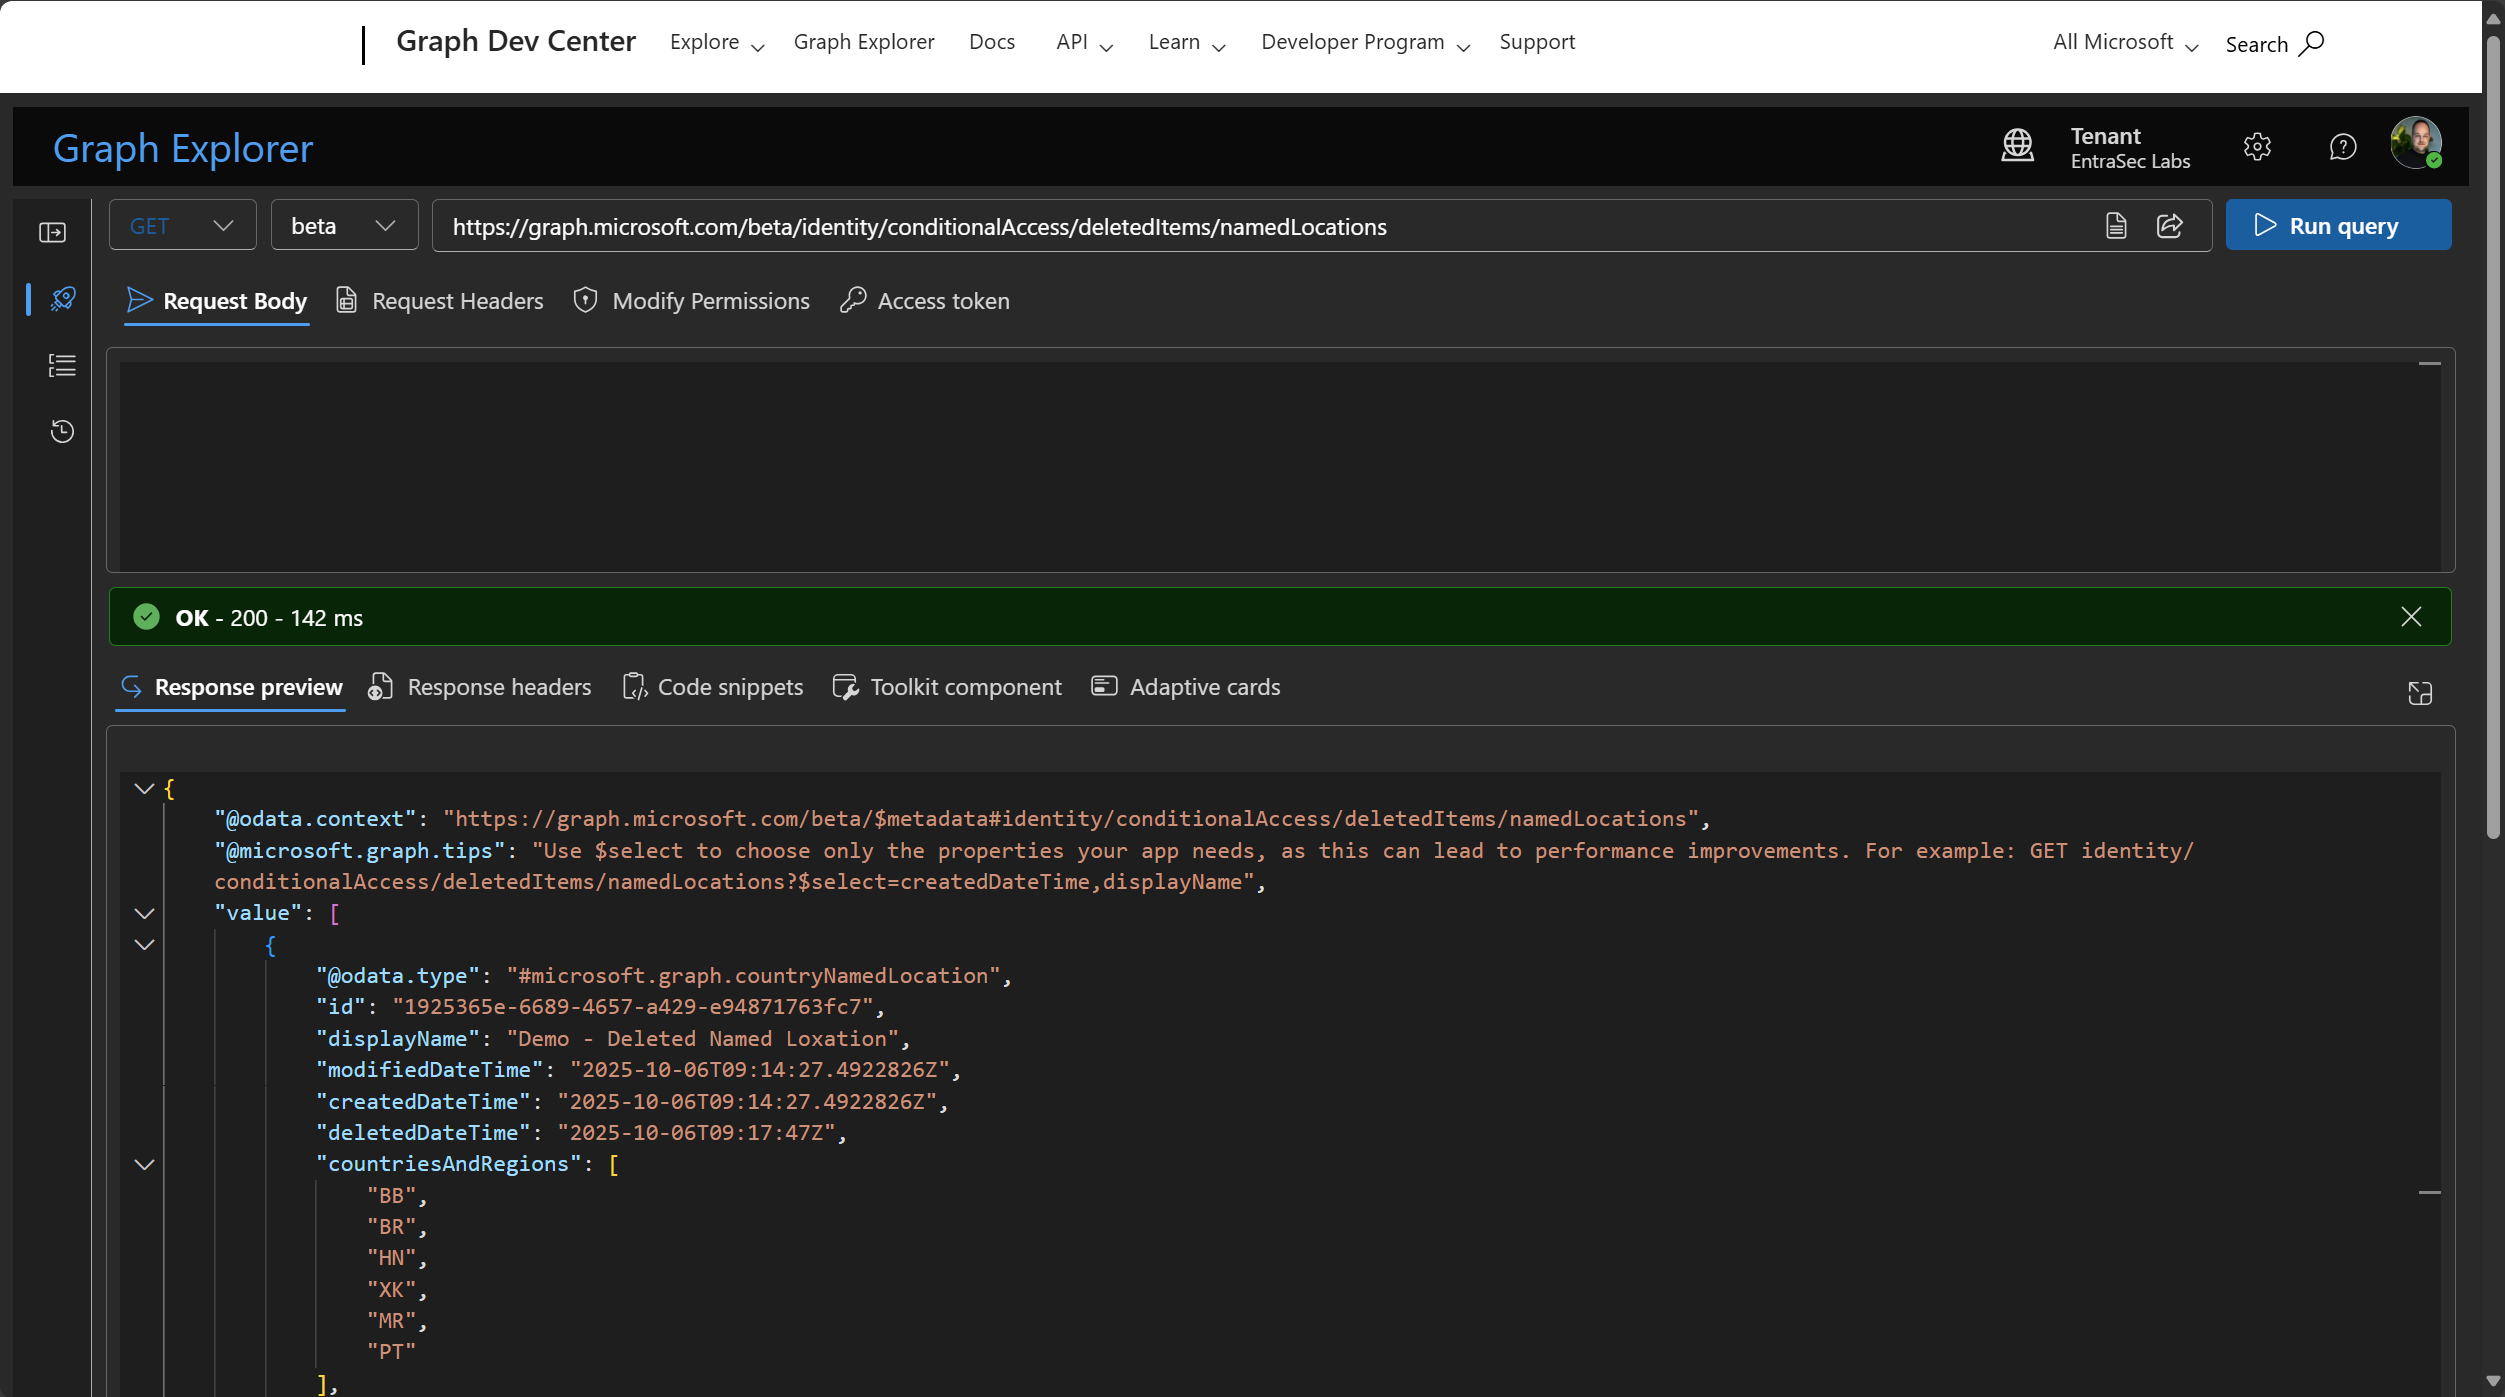 Graph Dev Center Explore Graph Explorer Docs API Learn Developer Program Support All Microsoft Search
Graph Explorer
Tenant
EntraSec Labs
GET beta https://graph.microsoft.com/beta/identity/conditionalAccess/deletedItems/namedLocations Run query
Request Body Request Headers Modify Permissions Access token
OK - 200 - 142 ms
Response preview Response headers Code snippets Toolkit component Adaptive cards
{
"@odata.context": "https://graph.microsoft.com/beta/$metadata#identity/conditionalAccess/deletedItems/namedLocations",
"@microsoft.graph.tips": "Use $select to choose only the properties your app needs, as this can lead to performance improvements. For example: GET identity/
conditionalAccess/deletedItems/namedLocations?$select=createdDateTime,displayName",
"value": [
{
"@odata.type": "#microsoft.graph.countryNamedLocation",
"id": "1925365e-6689-4657-a429-e94871763fc7",
"displayName": "Demo - Deleted Named Loxation",
"modifiedDateTime": "2025-10-06T09:14:27.4922826Z",
"createdDateTime": "2025-10-06T09:14:27.4922826Z",
"deletedDateTime": "2025-10-06T09:17:47Z",
"countriesAndRegions": [
"BB",
"BR",
"HN",
"XK",
"MR",
"PT"
],